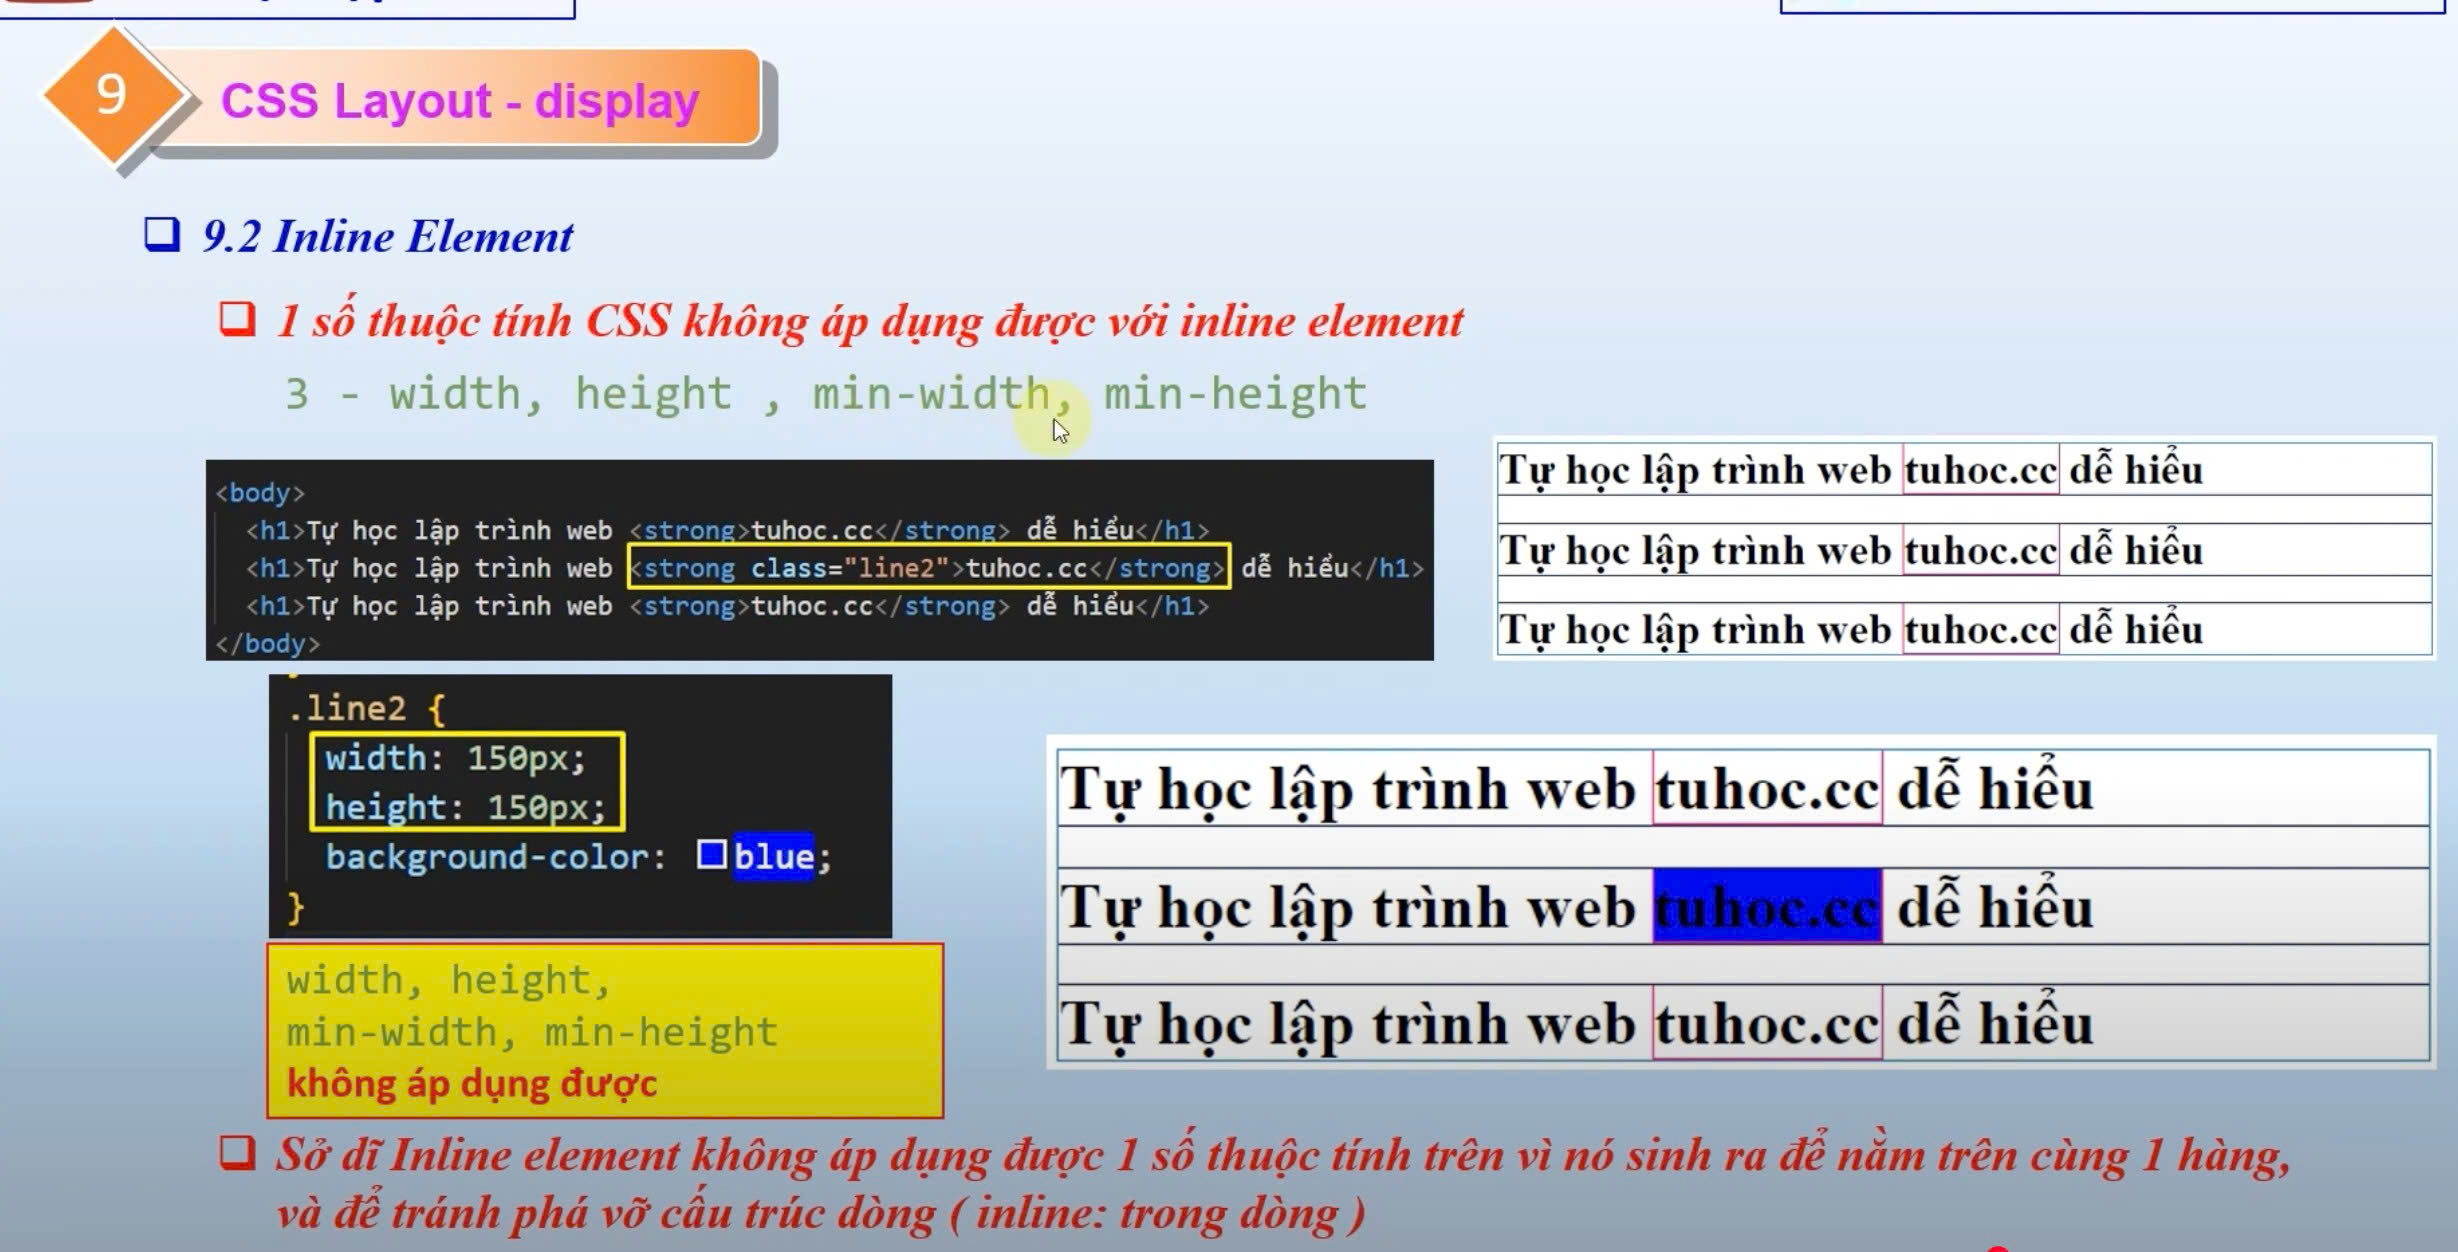 9
CSS Layout - display
9.2 Inline Element
1 số thuộc tính CSS không áp dụng được với inline element
3 - width, height , min-width, min-height
<body>
<h1>Tự học lập trình web <strong>tuhoc.cc</strong> dễ hiểu</h1>
<h1>Tự học lập trình web <strong class="line2">tuhoc.cc</strong> dễ hiểu</h1>
<h1>Tự học lập trình web <strong>tuhoc.cc</strong> dễ hiểu</h1>
</body>
Tự học lập trình web tuhoc.cc dễ hiểu
Tự học lập trình web tuhoc.cc dễ hiểu
Tự học lập trình web tuhoc.cc dễ hiểu
.line2 {
width: 150px;
height: 150px;
background-color: blue;
}
Tự học lập trình web tuhoc.cc dễ hiểu
Tự học lập trình web tuhoc.cc dễ hiểu
Tự học lập trình web tuhoc.cc dễ hiểu
width, height,
min-width, min-height
không áp dụng được
Sở dĩ Inline element không áp dụng được 1 số thuộc tính trên vì nó sinh ra để nằm trên cùng 1 hàng,
và để tránh phá vỡ cấu trúc dòng ( inline: trong dòng )